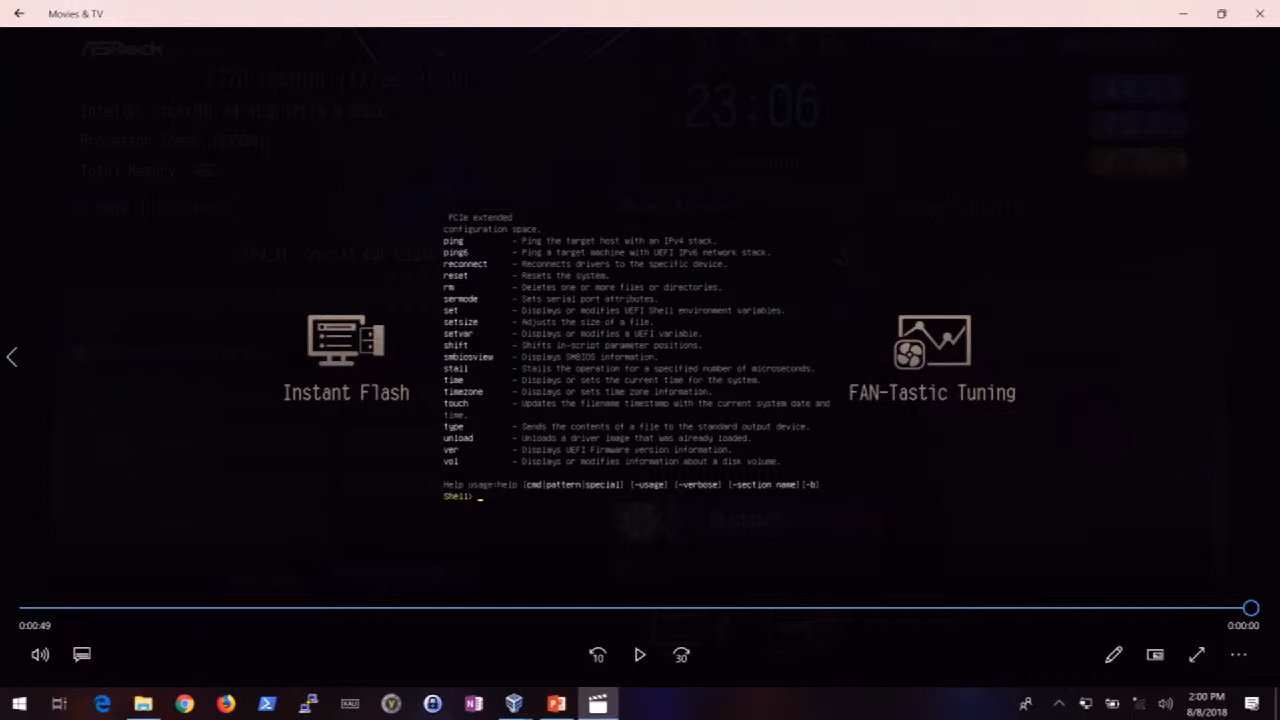 Movies & TV
ASRock
23:06
Total Memory
PCIe extended
configuration space.
ping - Ping the target host with an IPv4 stack.
ping6 - Ping a target machine with UEFI IPv6 network stack.
reconnect - Reconnects drivers to the specific device.
reset - Resets the system.
rm - Deletes one or more files or directories.
sermode - Sets serial port attributes.
set - Displays or modifies UEFI Shell environment variables.
setsize - Adjusts the size of a file.
setvar - Displays or modifies a UEFI variable.
shift - Shifts in-script parameter positions.
smbiosview - Displays SMBIOS information.
stall - Stalls the operation for a specified number of microseconds.
time - Displays or sets the current time for the system.
timezone - Displays or sets time zone information.
touch - Updates the filename timestamp with the current system date and
time.
type - Sends the contents of a file to the standard output device.
unload - Unloads a driver image that was already loaded.
ver - Displays UEFI Firmware version information.
vol - Displays or modifies information about a disk volume.
Help usage:help [cmd|pattern|special] [-usage] [-verbose] [-section name][-b]
Shell> _
Instant Flash
FAN-Tastic Tuning
0:00:49
0:00:00
10
30
KALI
2:00 PM
8/8/2018